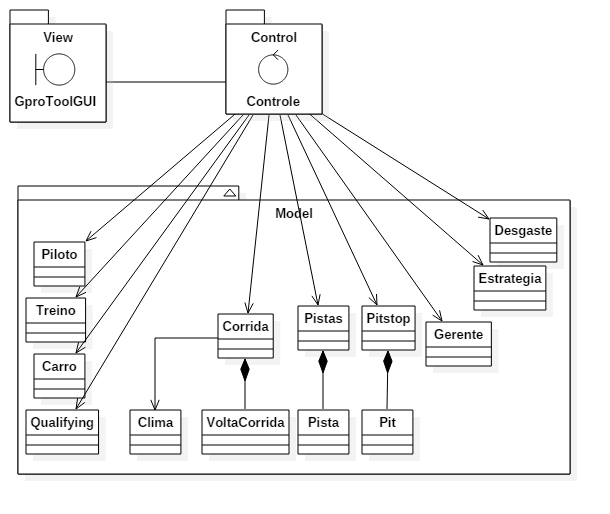 View
Control
GproToolGUI
Controle
Model
Desgaste
Piloto
Estrategia
Treino
Corrida
Pistas
Pitstop
Gerente
Carro
Qualifying
Clima
VoltaCorrida
Pista
Pit